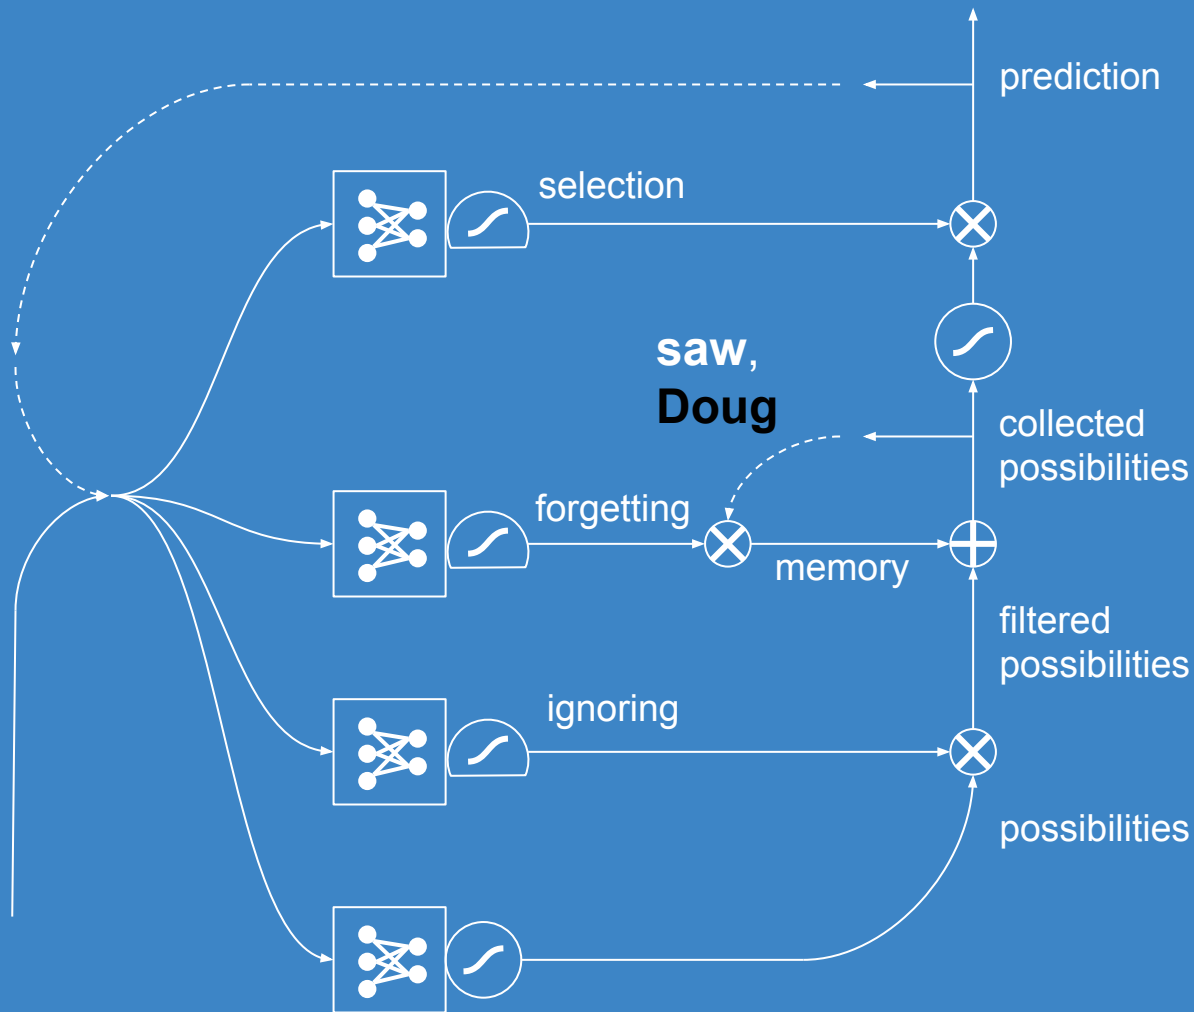 prediction
selection
saw,
Doug
collected
possibilities
forgetting
memory
filtered
possibilities
ignoring
possibilities